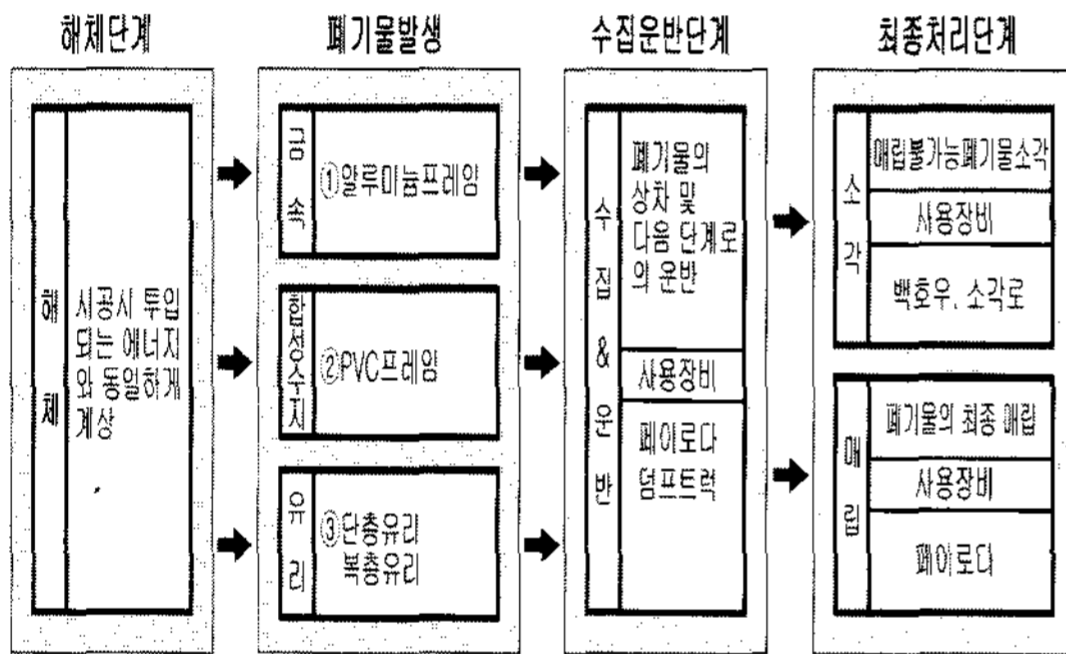 해체단계
폐기물발생
수집운반단계
최종처리단계
해체
시공시 투입
되는 에너지
와 동일하게
계상
금속
①알루미늄프레임
합성수지
②PVC프레임
유리
③단층유리
복층유리
수집&운반
폐기물의
상차 및
다음 단계로
의 운반
사용장비
페이로다
덤프트럭
소각
매립불가능폐기물소각
사용장비
백호우, 소각로
매립
폐기물의 최종 매립
사용장비
페이로다